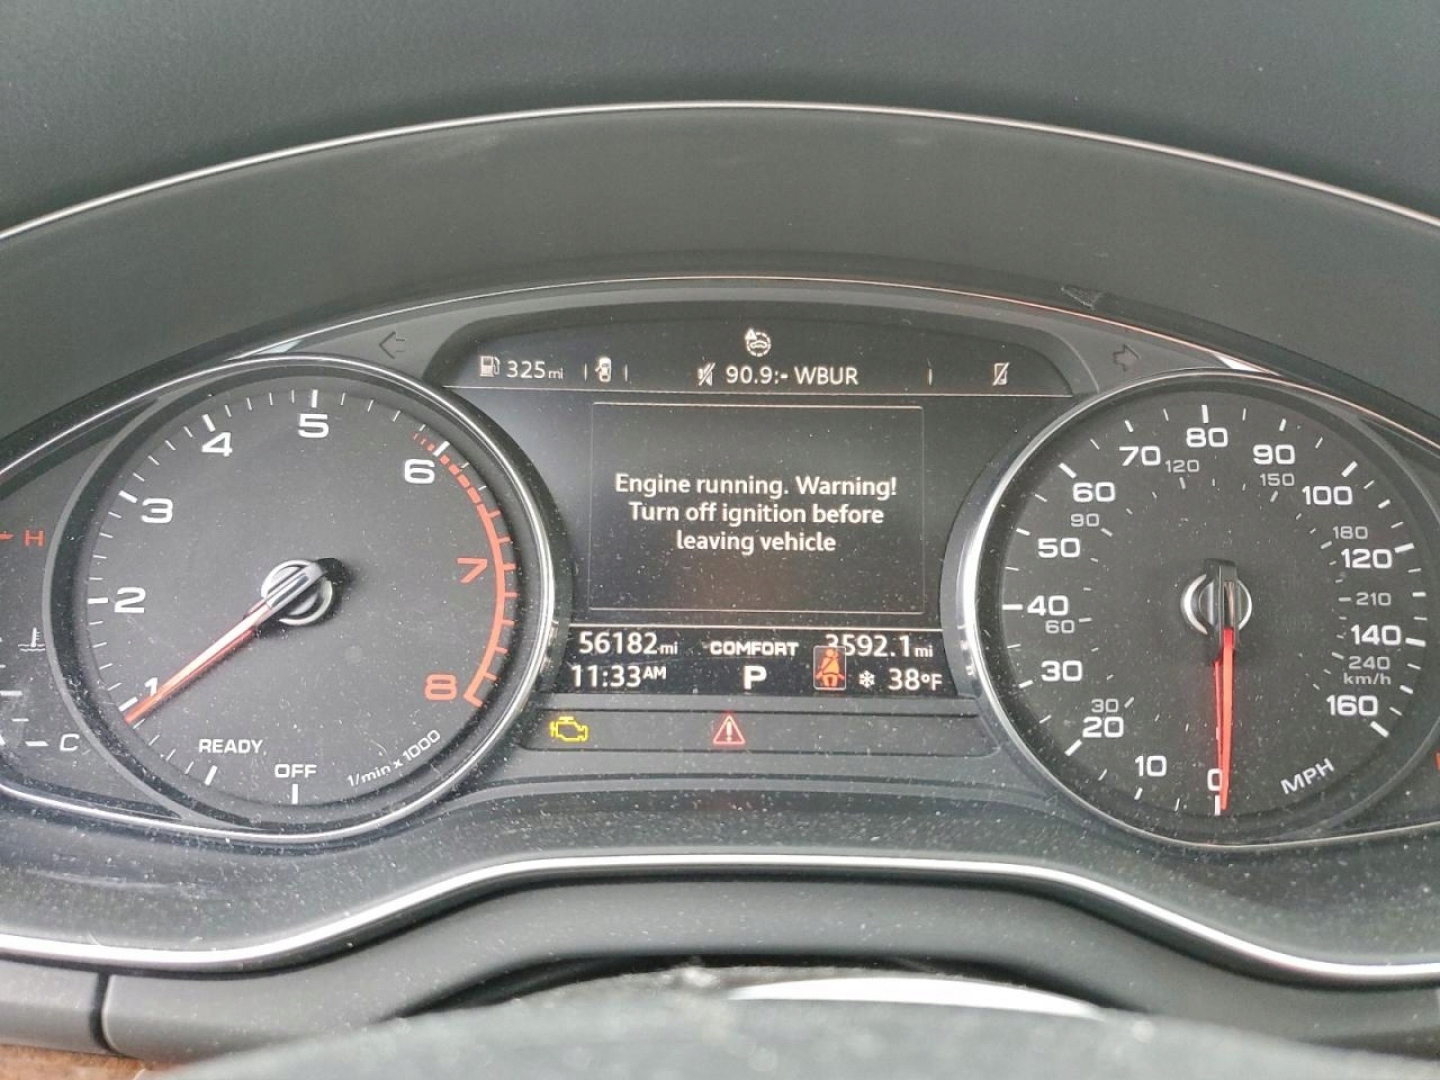 325mi
90.9:- WBUR
Engine running. Warning!
Turn off ignition before
leaving vehicle
56182mi COMFORT 3592.1mi
11:33AM P 38°F
H
C
1
2
3
4
5
6
7
8
READY
OFF
1/min x 1000
0
10
20
30
40
50
60
70
80
90
100
120
140
160
MPH
30
60
90
120
150
180
210
240
km/h